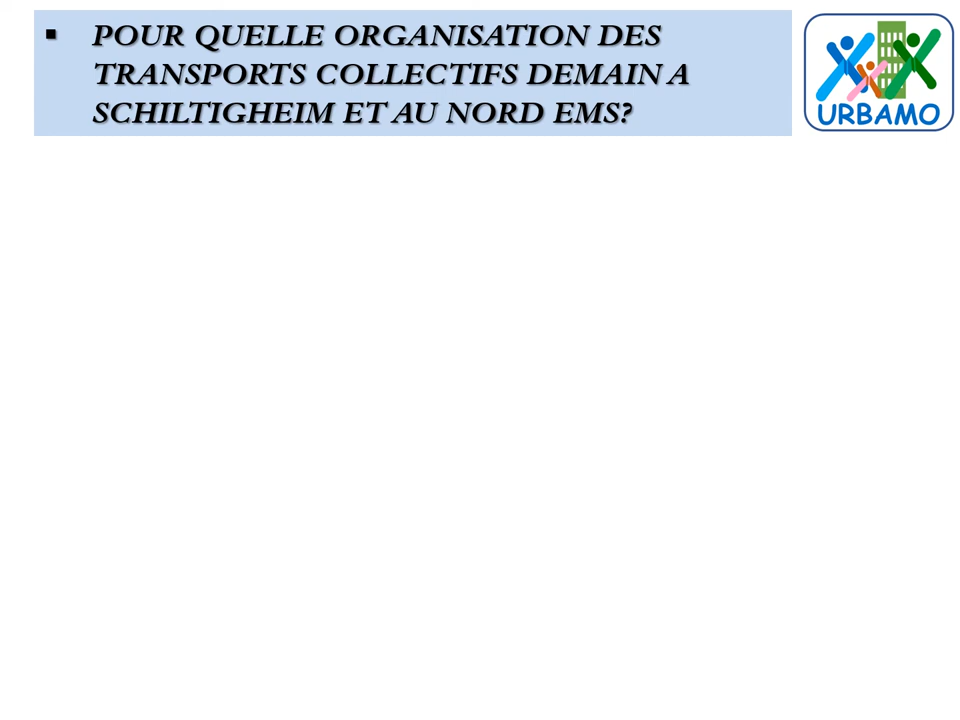 ▪ POUR QUELLE ORGANISATION DES
TRANSPORTS COLLECTIFS DEMAIN A
SCHILTIGHEIM ET AU NORD EMS?
URBAMO